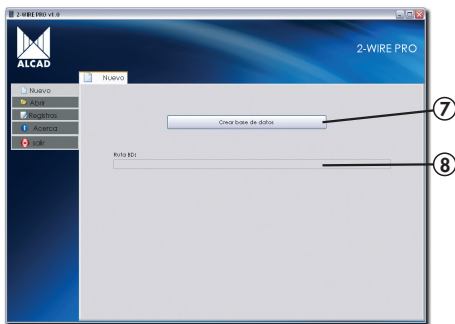 2-WIRE PRO v1.0
ALCAD
2-WIRE PRO
Nuevo
Nuevo
Abrir
Registros
Acerca
salir
Crear base de datos
7
Ruta BD:
8